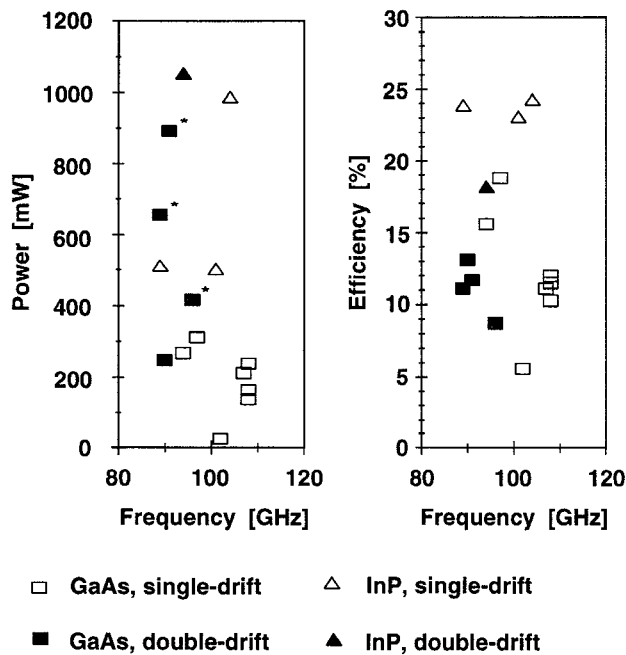 1200
1000
800
600
400
200
0
Power [mW]
*
*
*
80 100 120
Frequency [GHz]
30
25
20
15
10
5
0
Efficiency [%]
80 100 120
Frequency [GHz]
GaAs, single-drift
InP, single-drift
GaAs, double-drift
InP, double-drift